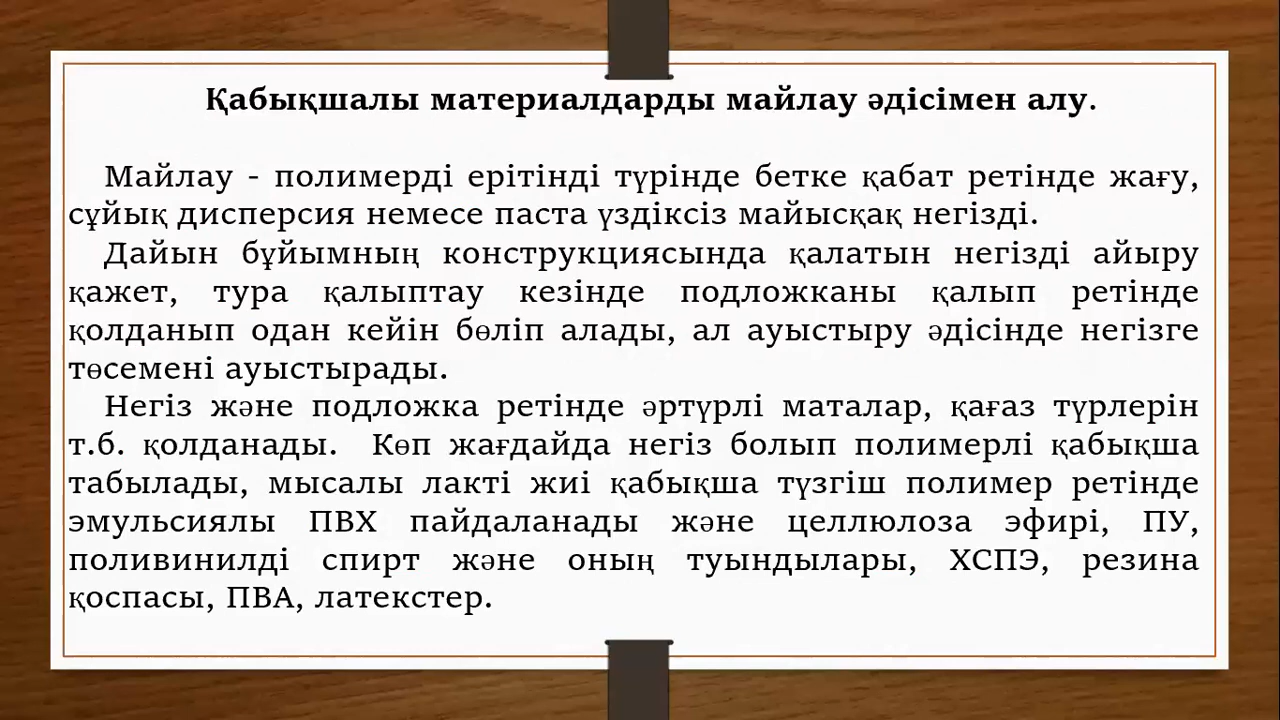 Қабықшалы материалдарды майлау әдісімен алу.
Майлау - полимерді ерітінді түрінде бетке қабат ретінде жағу,
сұйық дисперсия немесе паста үздіксіз майысқақ негізді.
Дайын бұйымның конструкциясында қалатын негізді айыру
қажет, тура қалыптау кезінде подложканы қалып ретінде
қолданып одан кейін бөліп алады, ал ауыстыру әдісінде негізге
төсемені ауыстырады.
Негіз және подложка ретінде әртүрлі маталар, қағаз түрлерін
т.б. қолданады. Көп жағдайда негіз болып полимерлі қабықша
табылады, мысалы лакті жиі қабықша түзгіш полимер ретінде
эмульсиялы ПВХ пайдаланады және целлюлоза эфирі, ПУ,
поливинилді спирт және оның туындылары, ХСПЭ, резина
қоспасы, ПВА, латекстер.